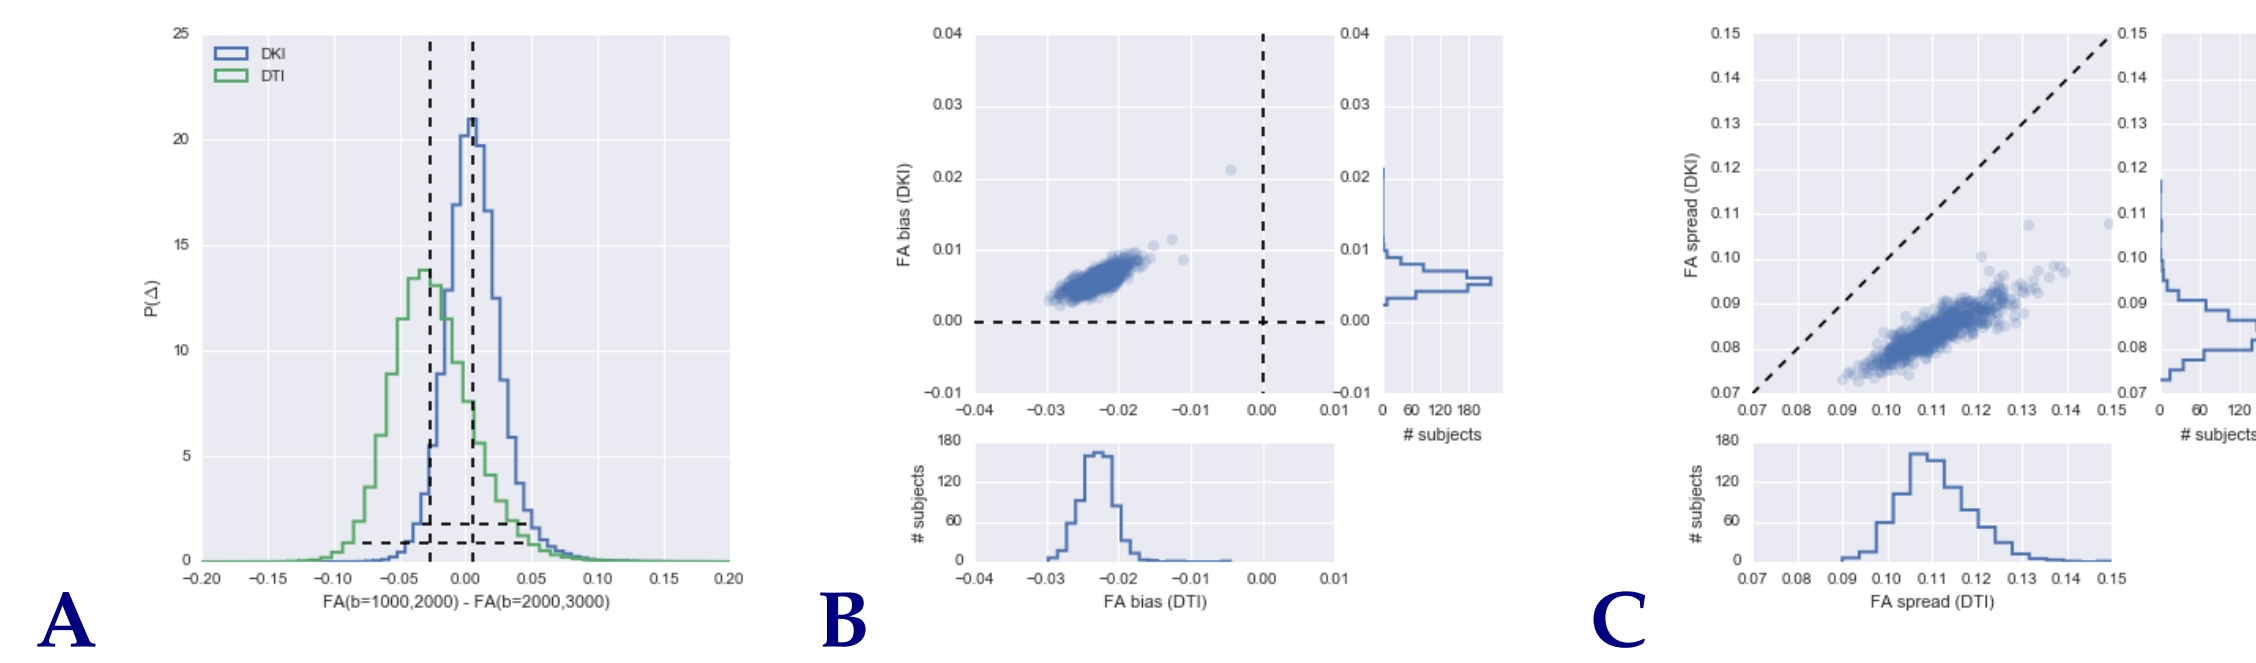 DKI
DTI
25
20
15
10
5
0
P(Δ)
−0.20 −0.15 −0.10 −0.05 0.00 0.05 0.10 0.15 0.20
FA(b=1000,2000) - FA(b=2000,3000)
A
0.04
0.03
0.02
0.01
0.00
−0.01
FA bias (DKI)
−0.04 −0.03 −0.02 −0.01 0.00 0.01
0.04
0.03
0.02
0.01
0.00
−0.01
0 60 120 180
# subjects
180
120
60
0
# subjects
−0.04 −0.03 −0.02 −0.01 0.00 0.01
FA bias (DTI)
B
0.15
0.14
0.13
0.12
0.11
0.10
0.09
0.08
0.07
FA spread (DKI)
0.07 0.08 0.09 0.10 0.11 0.12 0.13 0.14 0.15
0.15
0.14
0.13
0.12
0.11
0.10
0.09
0.08
0.07
0 60 120
# subjects
180
120
60
0
# subjects
0.07 0.08 0.09 0.10 0.11 0.12 0.13 0.14 0.15
FA spread (DTI)
C